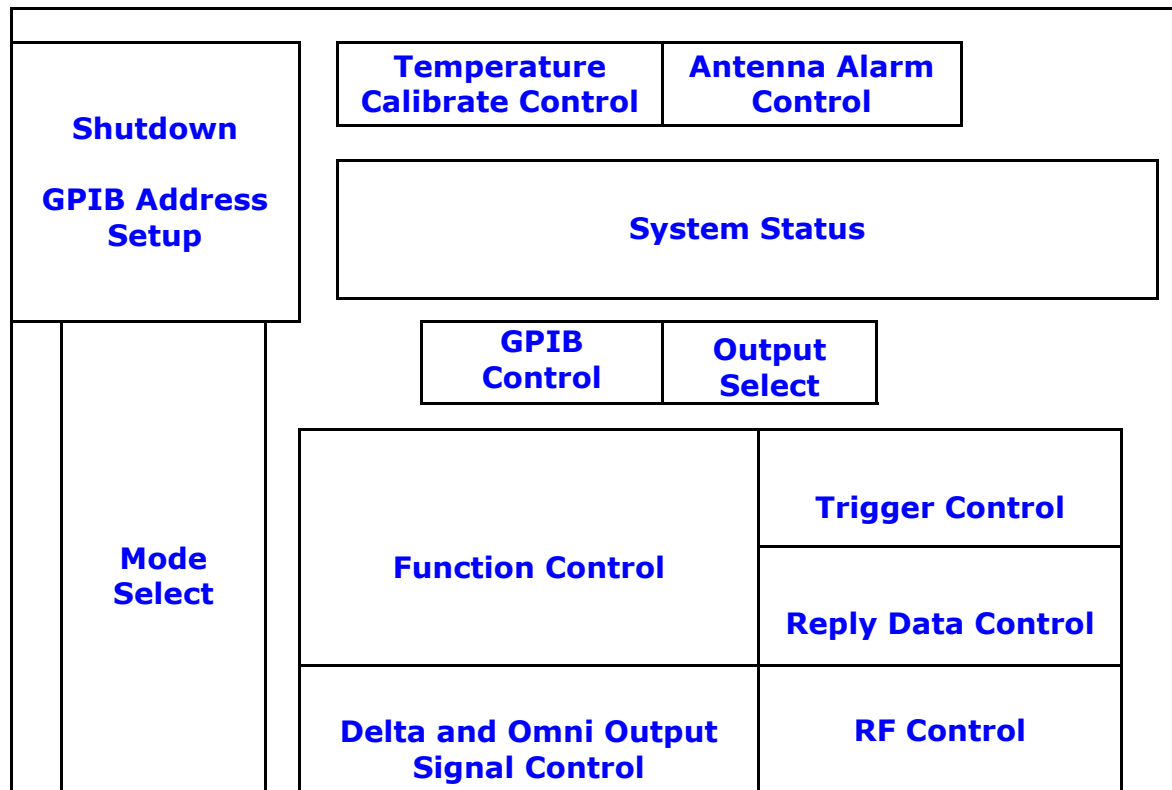 Temperature
Calibrate Control
Antenna Alarm
Control
Shutdown
GPIB Address
Setup
System Status
GPIB
Control
Output
Select
Mode
Select
Function Control
Trigger Control
Reply Data Control
Delta and Omni Output
Signal Control
RF Control